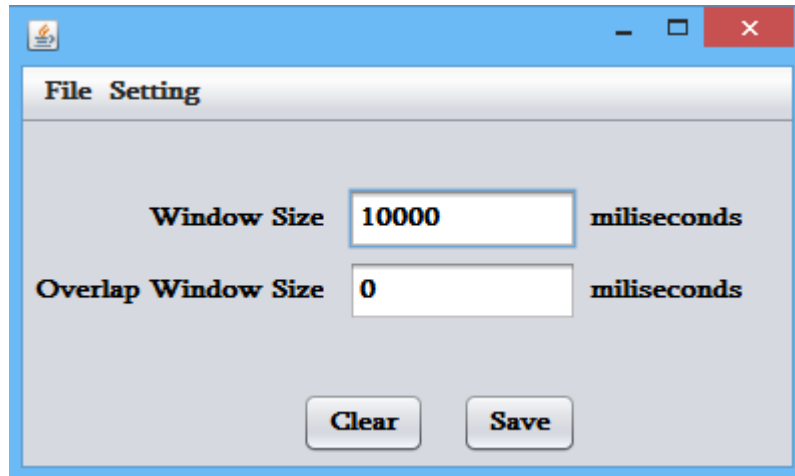 File Setting
Window Size 10000 miliseconds
Overlap Window Size 0 miliseconds
Clear Save